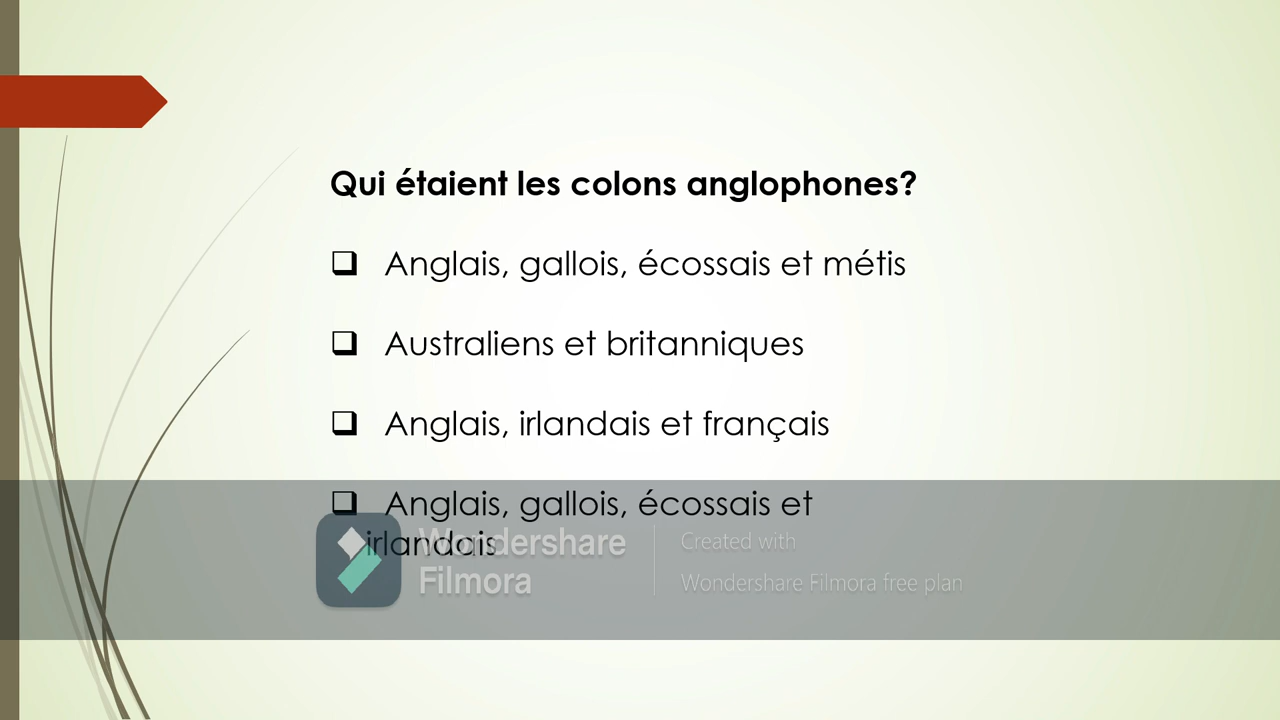 Qui étaient les colons anglophones?
❑ Anglais, gallois, écossais et métis
❑ Australiens et britanniques
❑ Anglais, irlandais et français
❑ Anglais, gallois, écossais et
irlandais
Wondershare
Filmora
Created with
Wondershare Filmora free plan